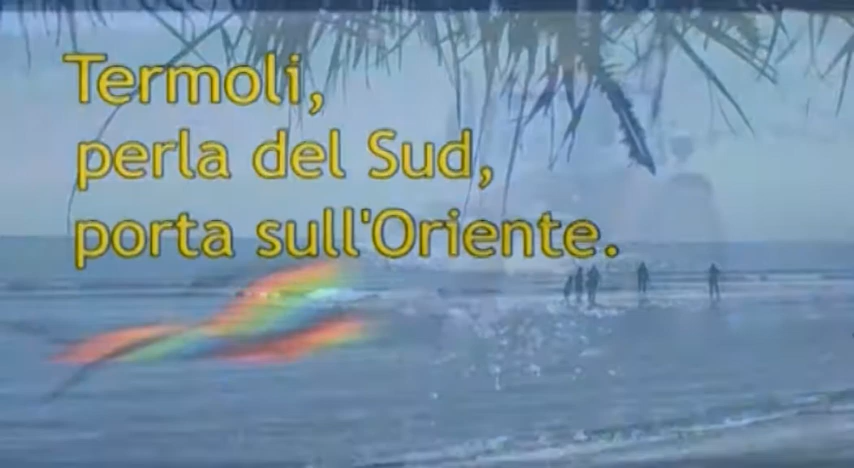 Termoli,
perla del Sud,
porta sull'Oriente.